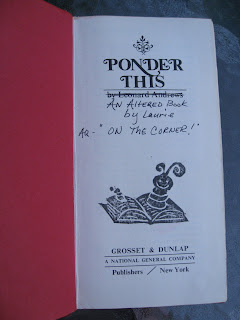 PONDER
THIS
by Leonard Andrews
AN ALTERED BOOK
by LAURIE
"ON THE CORNER!"
GROSSET & DUNLAP
A NATIONAL GENERAL COMPANY
Publishers / New York